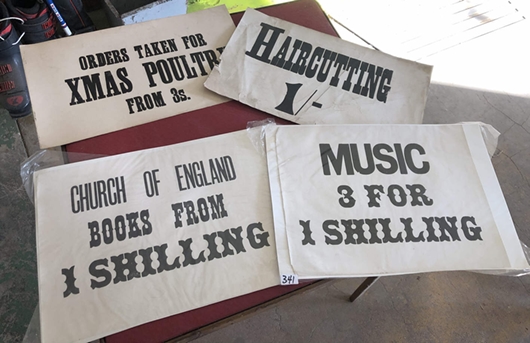 ORDERS TAKEN FOR
XMAS POULTRY
FROM 3s.
HAIRCUTTING
1/-
CHURCH OF ENGLAND
BOOKS FROM
1 SHILLING
MUSIC
3 FOR
1 SHILLING
341